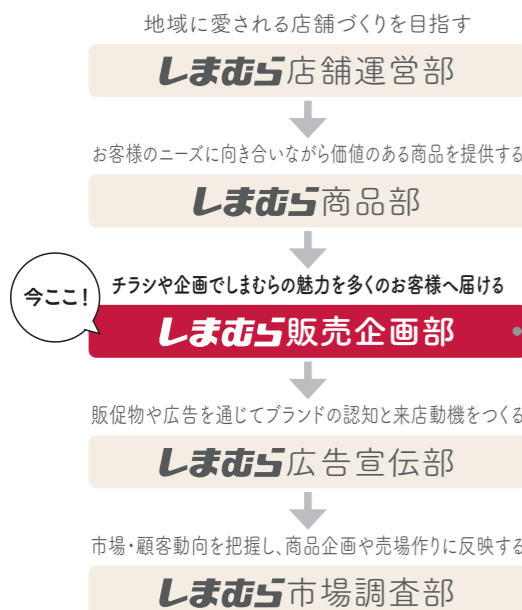 地域に愛される店舗づくりを目指す
しまむら店舗運営部
お客様のニーズに向き合いながら価値のある商品を提供する
しまむら商品部
今ここ!
チラシや企画でしまむらの魅力を多くのお客様へ届ける
しまむら販売企画部
販促物や広告を通じてブランドの認知と来店動機をつくる
しまむら広告宣伝部
市場・顧客動向を把握し、商品企画や売場作りに反映する
しまむら市場調査部